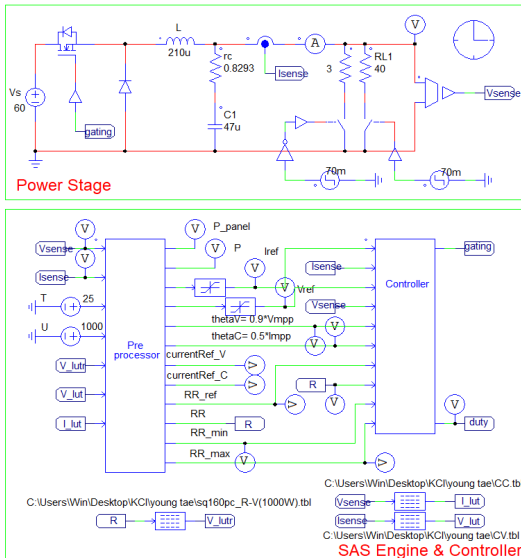 L
210u
rc
0.8293
C1
47u
A
V
Isense
3
RL1
40
Vs
60
gating
Vsense
70m
70m
Power Stage
P_panel
V
V
P
V
V
V
Iref
gating
Vsense
Isense
Isense
Controller
T
25
V
Vref
Vsense
U
1000
Pre
processor
thetaV= 0.9*Vmpp
thetaC= 0.5*Impp
V
V
currentRef_V
V
V_lutr
currentRef_C
V
R
V
V
V_lut
RR_ref
V
duty
I_lut
RR
R
RR_min
V
RR_max
V
C:\Users\Win\Desktop\KCI\young tae\CC.tbl
C:\Users\Win\Desktop\KCI\young tae\sq160pc_R-V(1000W).tbl
Vsense
I_lut
R
V_lutr
Isense
V_lut
C:\Users\Win\Desktop\KCI\young tae\CV.tbl
SAS Engine & Controller